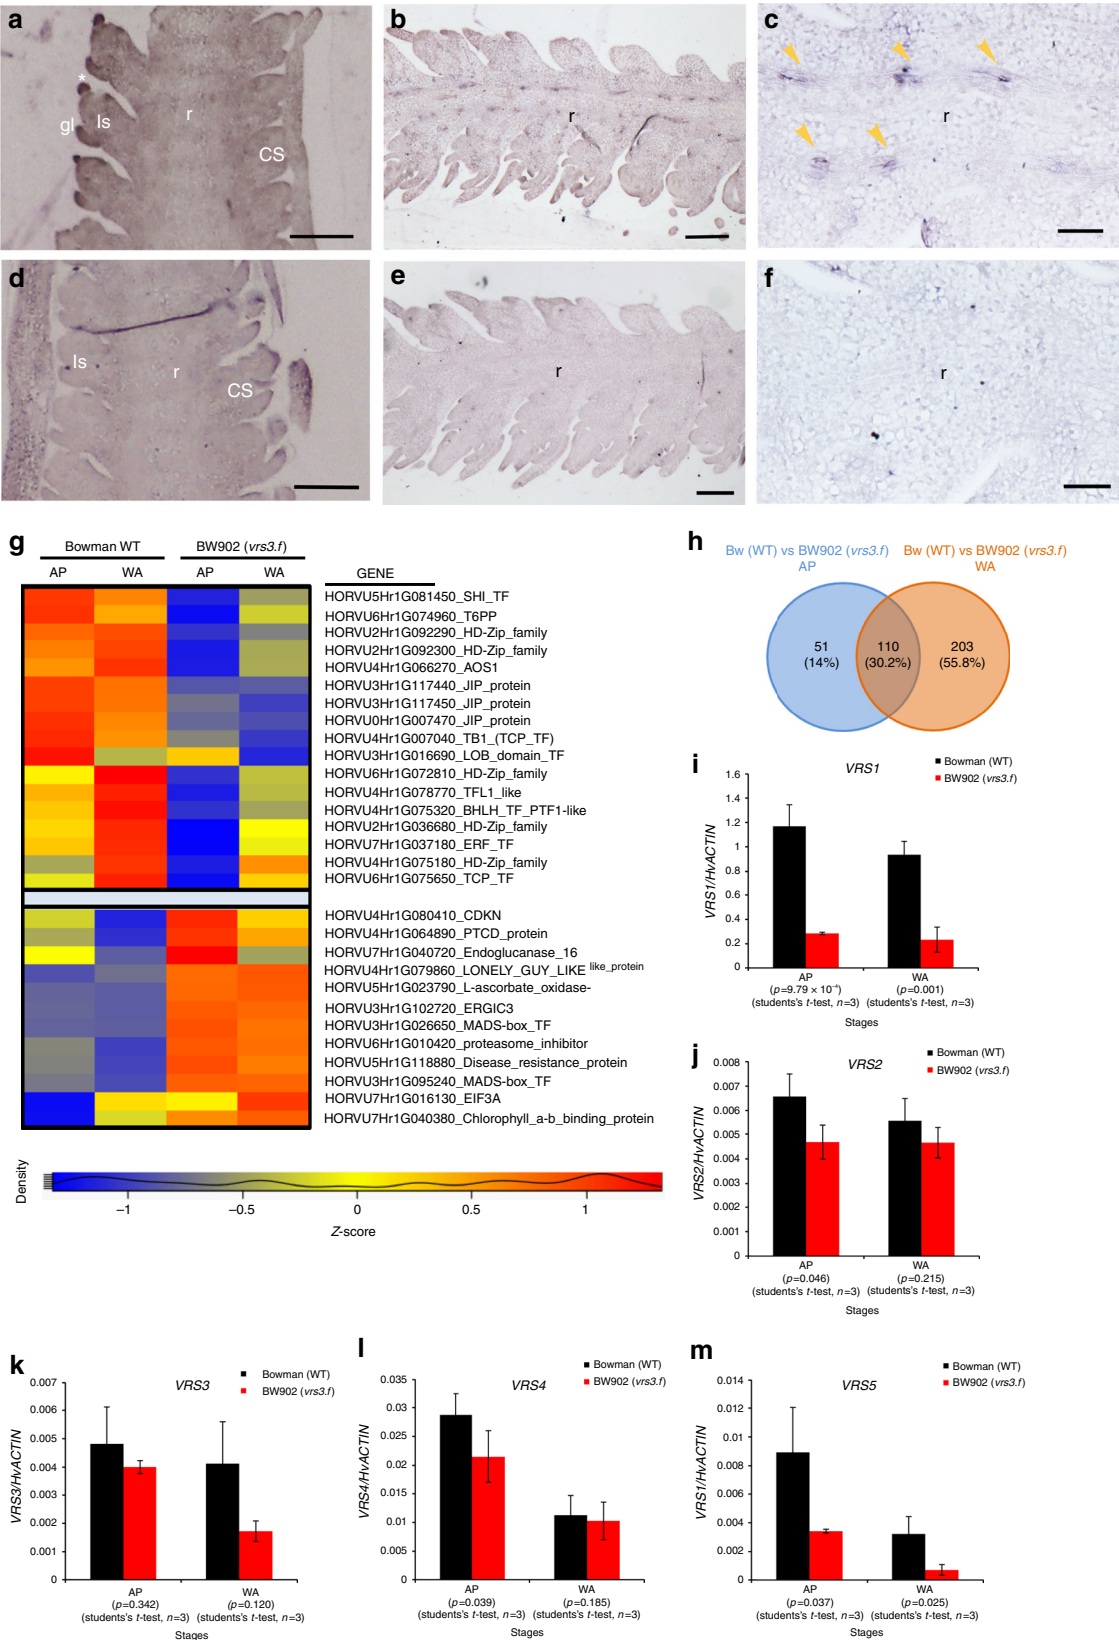 a
*
gl
ls
r
CS
b
r
c
r
d
ls
r
CS
e
r
f
r
g
Bowman WT BW902 (vrs3.f)
AP WA AP WA GENE
HORVU5Hr1G081450_SHI_TF
HORVU6Hr1G074960_T6PP
HORVU2Hr1G092290_HD-Zip_family
HORVU2Hr1G092300_HD-Zip_family
HORVU4Hr1G066270_AOS1
HORVU3Hr1G117440_JIP_protein
HORVU3Hr1G117450_JIP_protein
HORVU0Hr1G007470_JIP_protein
HORVU4Hr1G007040_TB1_(TCP_TF)
HORVU3Hr1G016690_LOB_domain_TF
HORVU6Hr1G072810_HD-Zip_family
HORVU4Hr1G078770_TFL1_like
HORVU4Hr1G075320_BHLH_TF_PTF1-like
HORVU2Hr1G036680_HD-Zip_family
HORVU7Hr1G037180_ERF_TF
HORVU4Hr1G075180_HD-Zip_family
HORVU6Hr1G075650_TCP_TF
HORVU4Hr1G080410_CDKN
HORVU4Hr1G064890_PTCD_protein
HORVU7Hr1G040720_Endoglucanase_16
HORVU4Hr1G079860_LONELY_GUY_LIKE like_protein
HORVU5Hr1G023790_L-ascorbate_oxidase-
HORVU3Hr1G102720_ERGIC3
HORVU3Hr1G026650_MADS-box_TF
HORVU6Hr1G010420_proteasome_inhibitor
HORVU5Hr1G118880_Disease_resistance_protein
HORVU3Hr1G095240_MADS-box_TF
HORVU7Hr1G016130_EIF3A
HORVU7Hr1G040380_Chlorophyll_a-b_binding_protein
Density
−1 −0.5 0 0.5 1
Z-score
h
Bw (WT) vs BW902 (vrs3.f) Bw (WT) vs BW902 (vrs3.f)
AP WA
51 110 203
(14%) (30.2%) (55.8%)
i
VRS1
Bowman (WT)
BW902 (vrs3.f)
VRS1/HvACTIN
1.6
1.4
1.2
1
0.8
0.6
0.4
0.2
0
AP WA
(p=9.79 × 10⁻⁴) (p=0.001)
(students's t-test, n=3) (students's t-test, n=3)
Stages
j
VRS2
Bowman (WT)
BW902 (vrs3.f)
VRS2/HvACTIN
0.008
0.007
0.006
0.005
0.004
0.003
0.002
0.001
0
AP WA
(p=0.046) (p=0.215)
(students's t-test, n=3) (students's t-test, n=3)
Stages
k
VRS3
Bowman (WT)
BW902 (vrs3.f)
VRS3/HvACTIN
0.007
0.006
0.005
0.004
0.003
0.002
0.001
0
AP WA
(p=0.342) (p=0.120)
(students's t-test, n=3) (students's t-test, n=3)
Stages
l
VRS4
Bowman (WT)
BW902 (vrs3.f)
VRS4/HvACTIN
0.035
0.03
0.025
0.02
0.015
0.01
0.005
0
AP WA
(p=0.039) (p=0.185)
(students's t-test, n=3) (students's t-test, n=3)
Stages
m
VRS5
Bowman (WT)
BW902 (vrs3.f)
VRS1/HvACTIN
0.014
0.012
0.01
0.008
0.006
0.004
0.002
0
AP WA
(p=0.037) (p=0.025)
(students's t-test, n=3) (students's t-test, n=3)
Stages